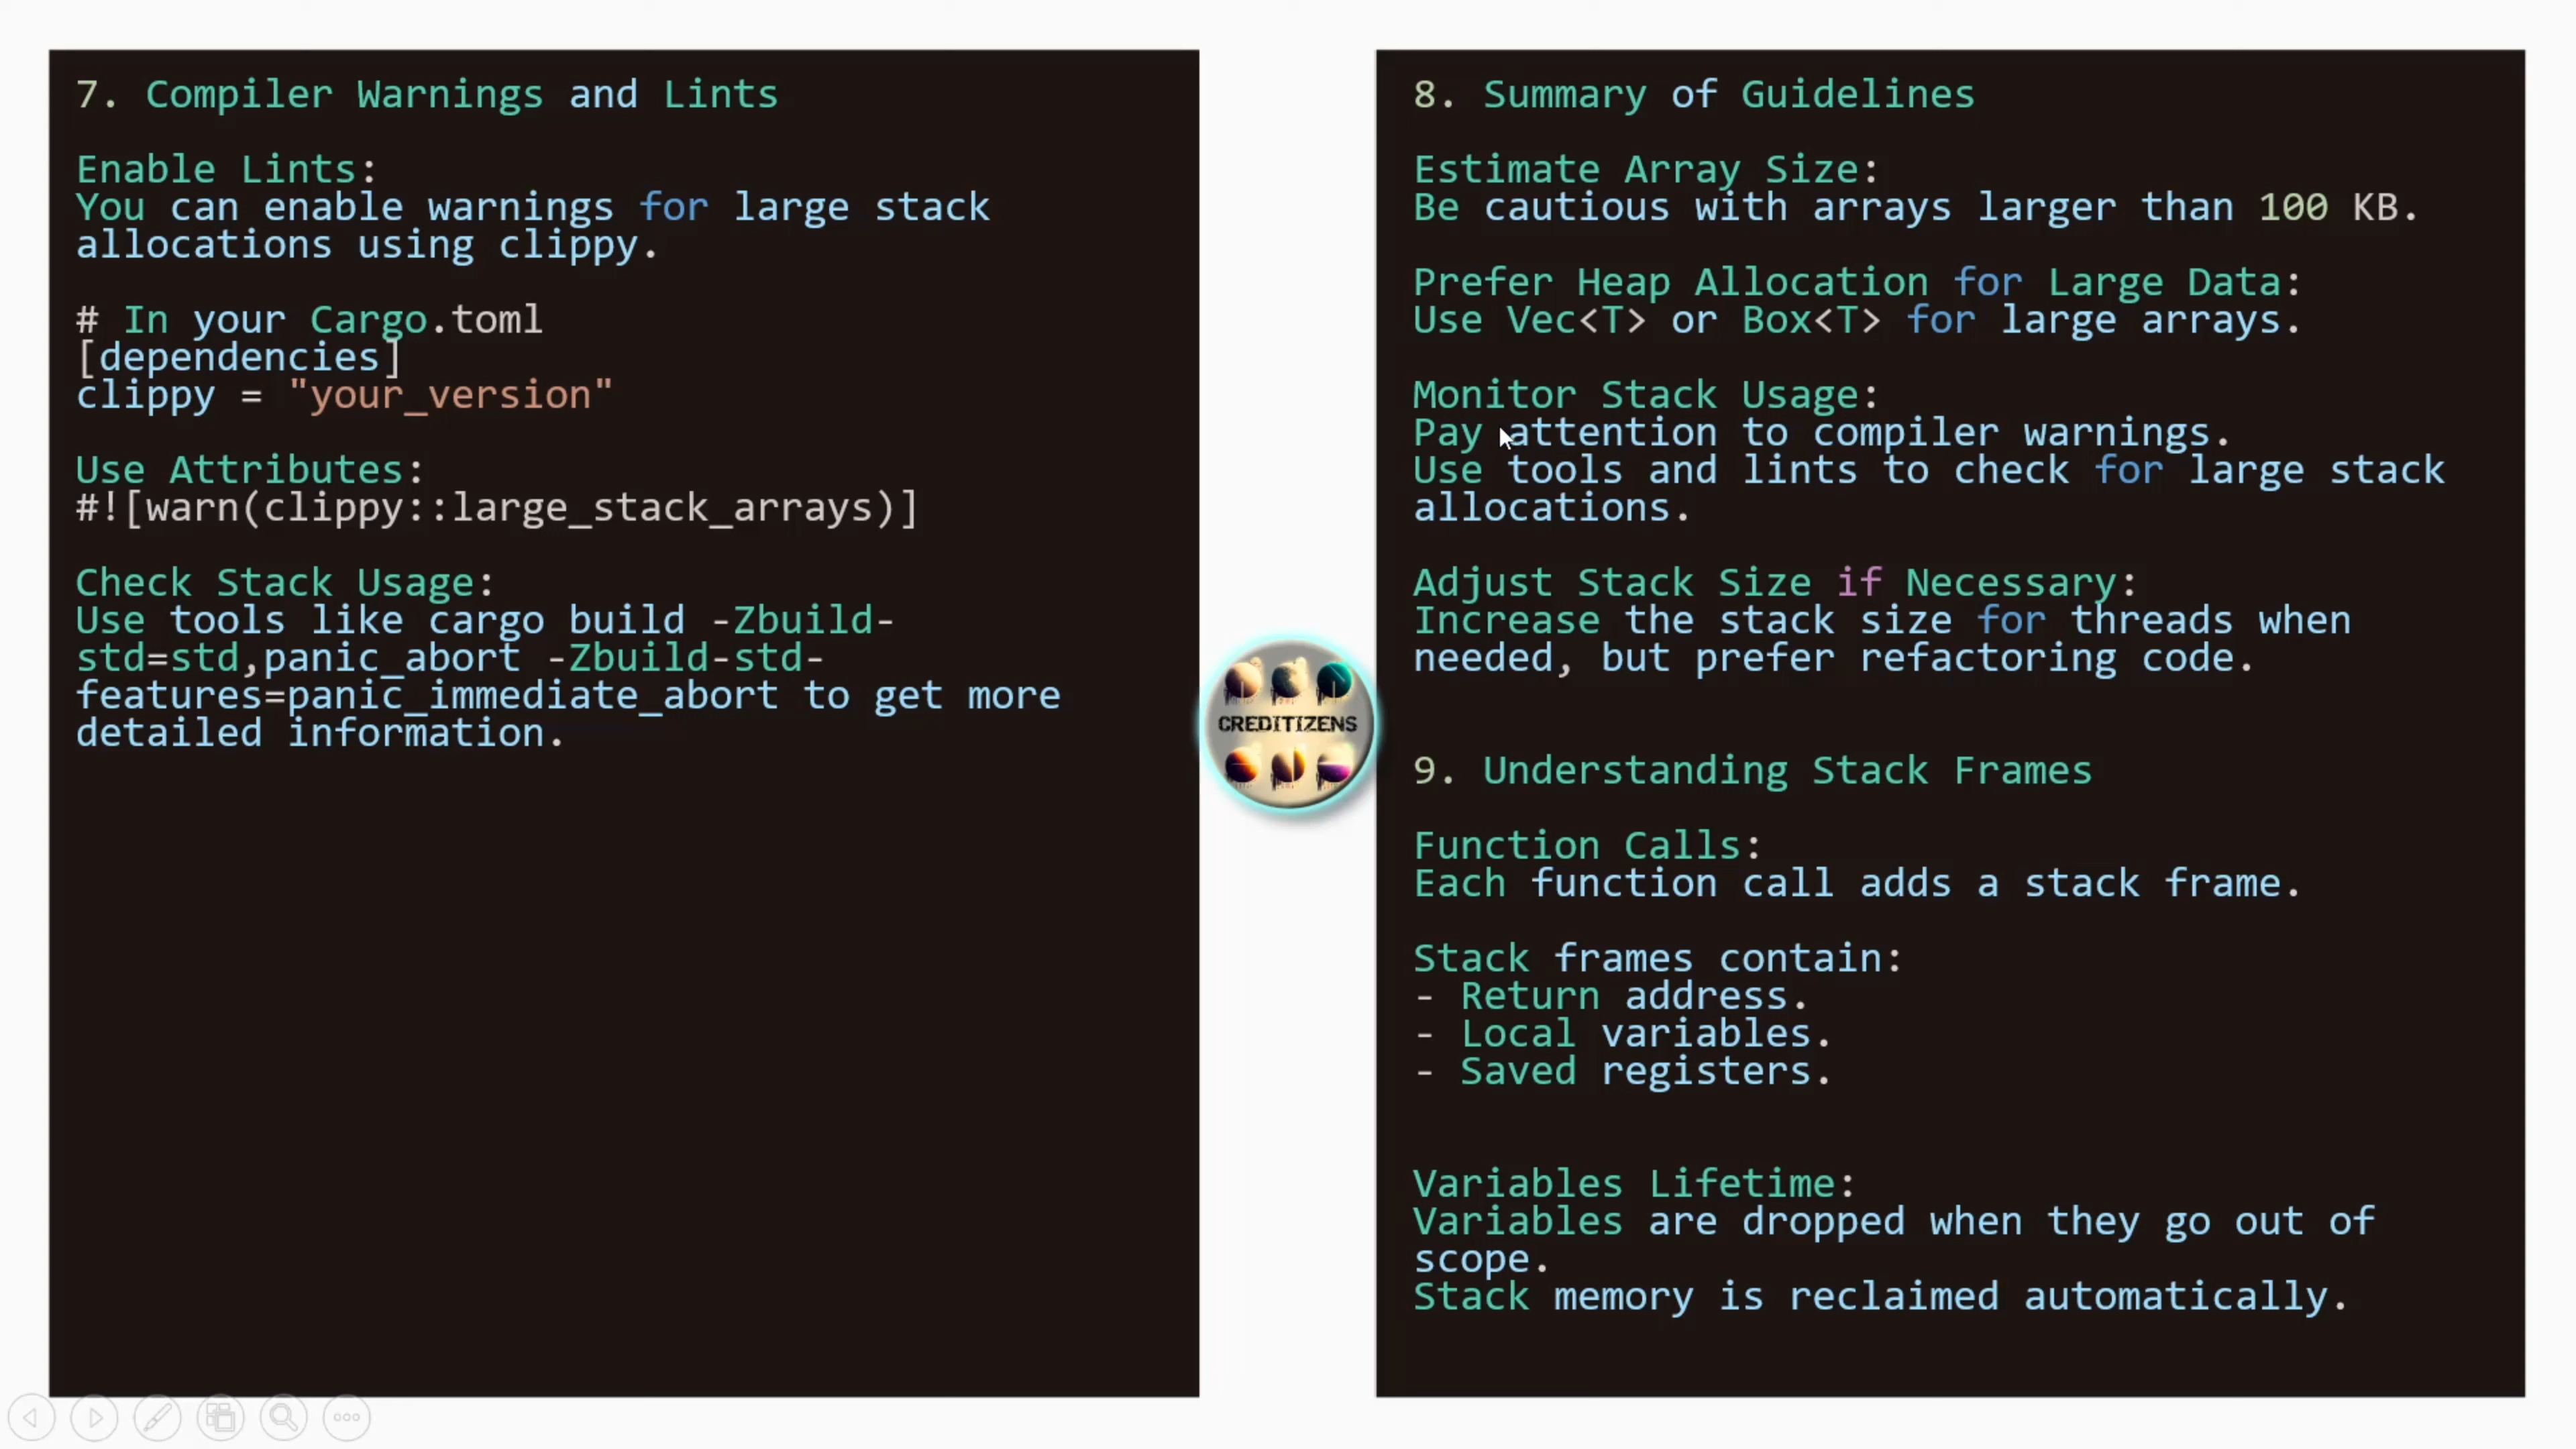 7. Compiler Warnings and Lints
Enable Lints:
You can enable warnings for large stack
allocations using clippy.
# In your Cargo.toml
[dependencies]
clippy = "your_version"
Use Attributes:
#![warn(clippy::large_stack_arrays)]
Check Stack Usage:
Use tools like cargo build -Zbuild-
std=std,panic_abort -Zbuild-std-
features=panic_immediate_abort to get more
detailed information.
CREDITIZENS
8. Summary of Guidelines
Estimate Array Size:
Be cautious with arrays larger than 100 KB.
Prefer Heap Allocation for Large Data:
Use Vec<T> or Box<T> for large arrays.
Monitor Stack Usage:
Pay attention to compiler warnings.
Use tools and lints to check for large stack
allocations.
Adjust Stack Size if Necessary:
Increase the stack size for threads when
needed, but prefer refactoring code.
9. Understanding Stack Frames
Function Calls:
Each function call adds a stack frame.
Stack frames contain:
- Return address.
- Local variables.
- Saved registers.
Variables Lifetime:
Variables are dropped when they go out of
scope.
Stack memory is reclaimed automatically.